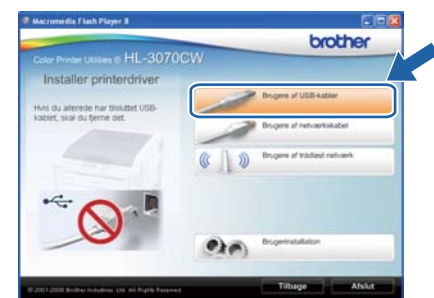 Macromedia Flash Player 8
brother
Color Printer Utilities © HL-3070CW
Installer printerdriver
Hvis du allerede har tilsluttet USB-
kablet, skal du fjerne det.
Brugere af USB-kabler
Brugere af netværkskabel
Brugere af trådløst netværk
Brugerinstallation
© 2001-2008 Brother Industries, Ltd. All Rights Reserved.
Tilbage
Afslut